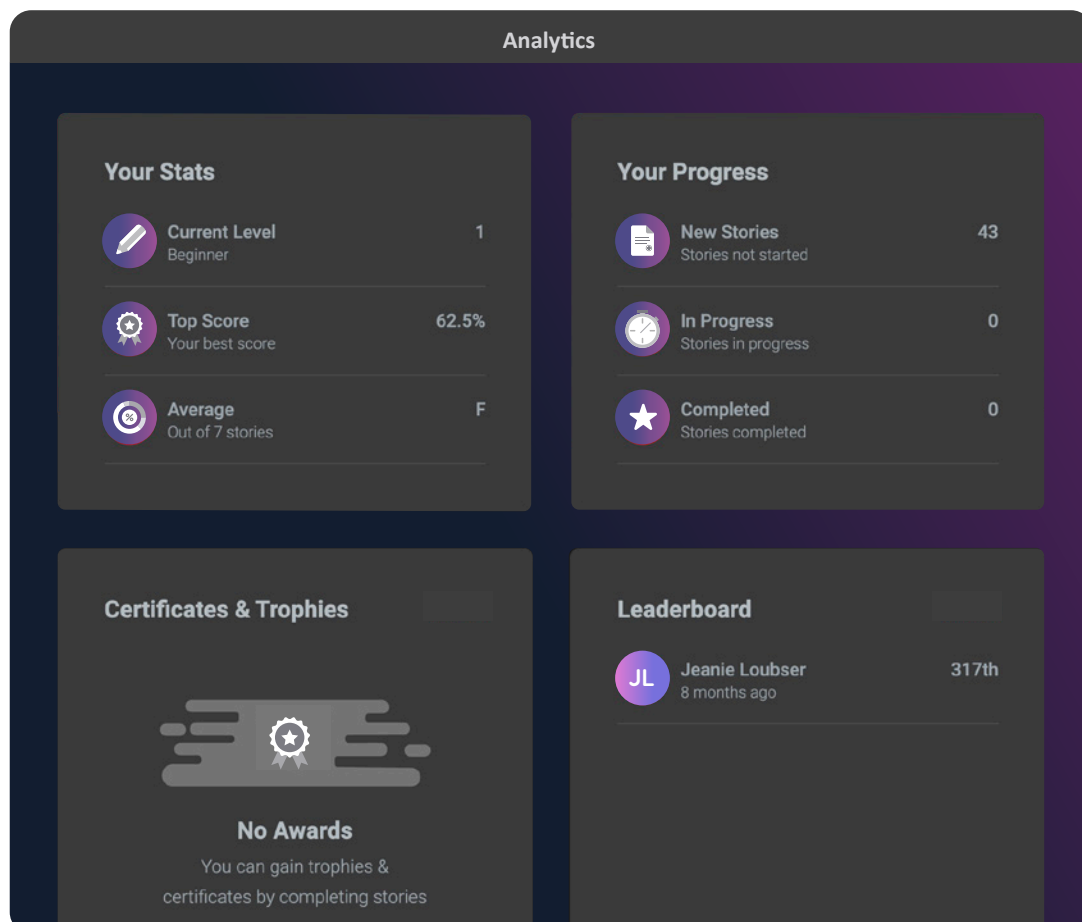 Analytics
Your Stats
Current Level 1
Beginner
Top Score 62.5%
Your best score
Average F
Out of 7 stories
%
Your Progress
New Stories 43
Stories not started
In Progress 0
Stories in progress
Completed 0
Stories completed
Certificates & Trophies
No Awards
You can gain trophies &
certificates by completing stories
Leaderboard
JL
Jeanie Loubser 317th
8 months ago